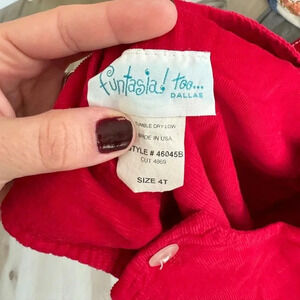 funtasia! too...
DALLAS
TUMBLE DRY LOW
MADE IN USA
STYLE # 46045B
CUT 4869
SIZE 4T